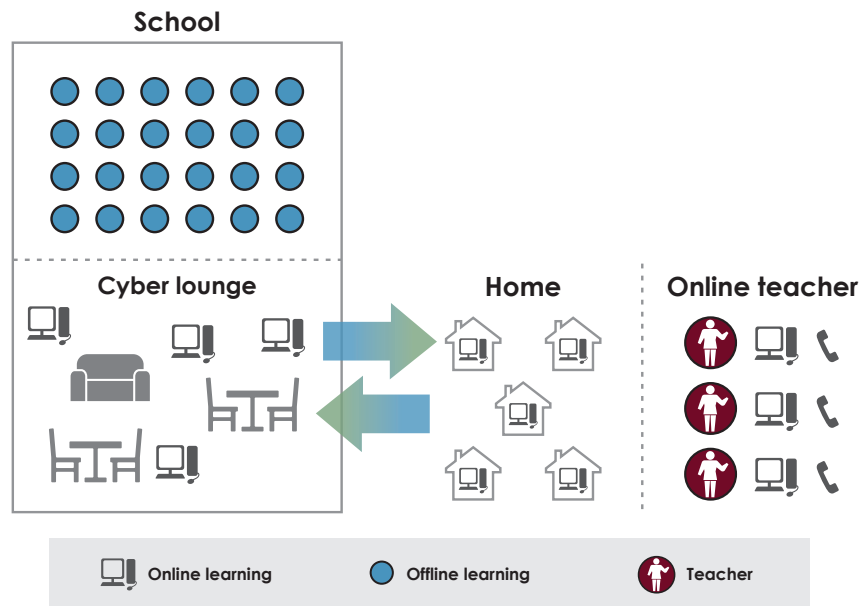 School
Cyber lounge
Home
Online teacher
Online learning
Offline learning
Teacher